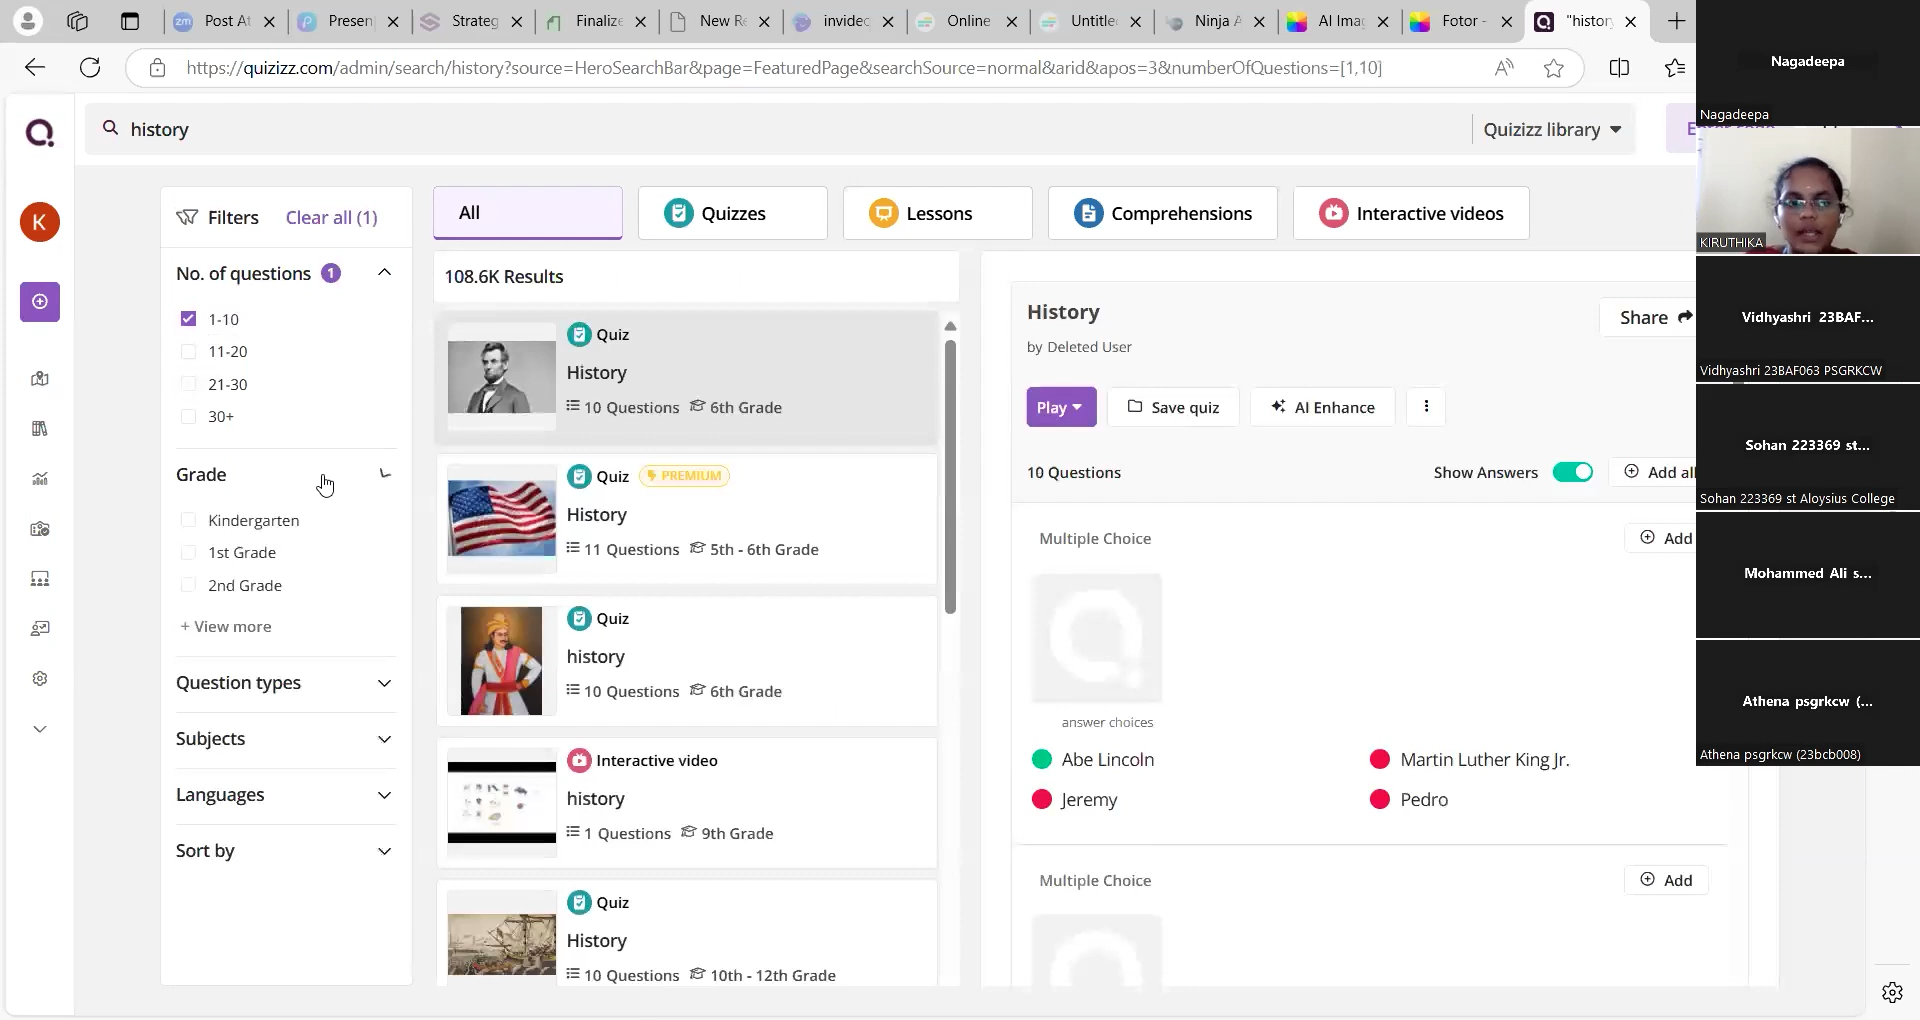 Post At
Presen
Strateg
Finalize
New Re
invidec
Online
Untitle
Ninja A
AI Imag
Fotor -
"histor
https://quizizz.com/admin/search/history?source=HeroSearchBar&page=FeaturedPage&searchSource=normal&arid&apos=3&numberOfQuestions=[1,10]
history
Quizizz library
K
Filters
Clear all (1)
No. of questions 1
1-10
11-20
21-30
30+
Grade
Kindergarten
1st Grade
2nd Grade
+ View more
Question types
Subjects
Languages
Sort by
All
Quizzes
Lessons
Comprehensions
Interactive videos
108.6K Results
Quiz
History
10 Questions 6th Grade
Quiz PREMIUM
History
11 Questions 5th - 6th Grade
Quiz
history
10 Questions 6th Grade
Interactive video
history
1 Questions 9th Grade
Quiz
History
10 Questions 10th - 12th Grade
History
by Deleted User
Share
Play
Save quiz
AI Enhance
10 Questions
Show Answers
Add all
Multiple Choice
Add
answer choices
Abe Lincoln
Martin Luther King Jr.
Jeremy
Pedro
Multiple Choice
Add
Nagadeepa
Nagadeepa
KIRUTHIKA
Vidhyashri 23BAF...
Vidhyashri 23BAF063 PSGRKCW
Sohan 223369 st...
Sohan 223369 st Aloysius College
Mohammed Ali s...
Athena psgrkcw (...
Athena psgrkcw (23bcb008)